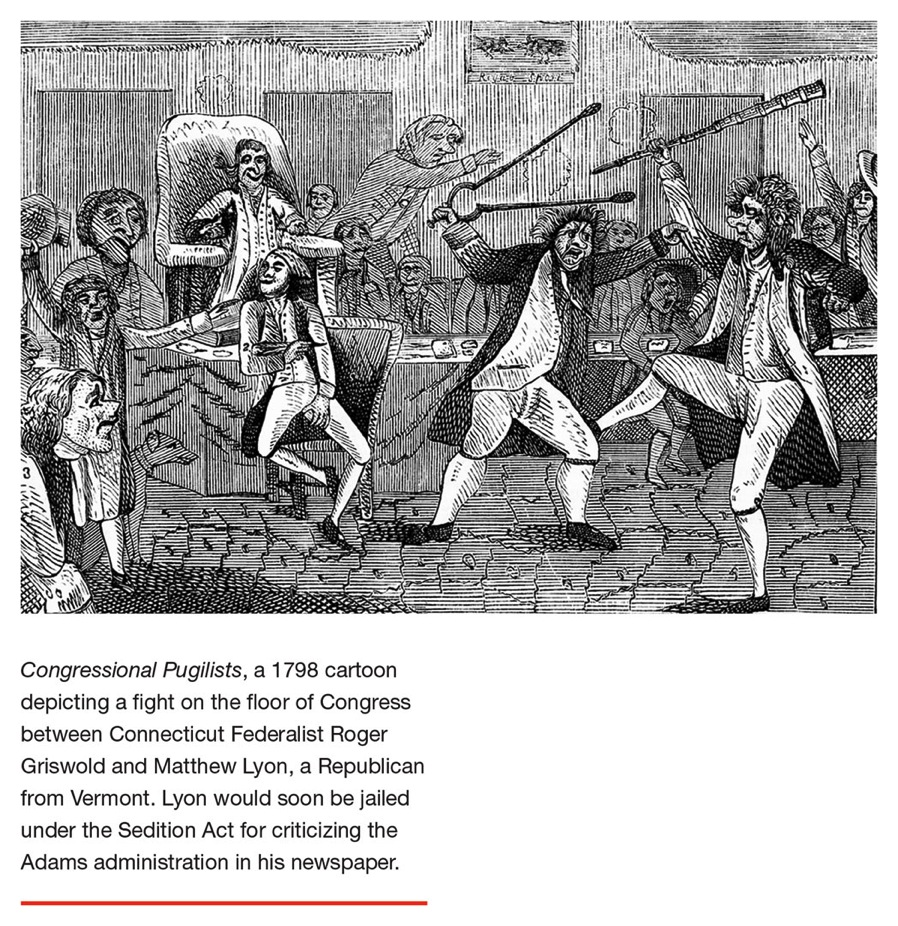 Royal Sport
3
Congressional Pugilists, a 1798 cartoon
depicting a fight on the floor of Congress
between Connecticut Federalist Roger
Griswold and Matthew Lyon, a Republican
from Vermont. Lyon would soon be jailed
under the Sedition Act for criticizing the
Adams administration in his newspaper.